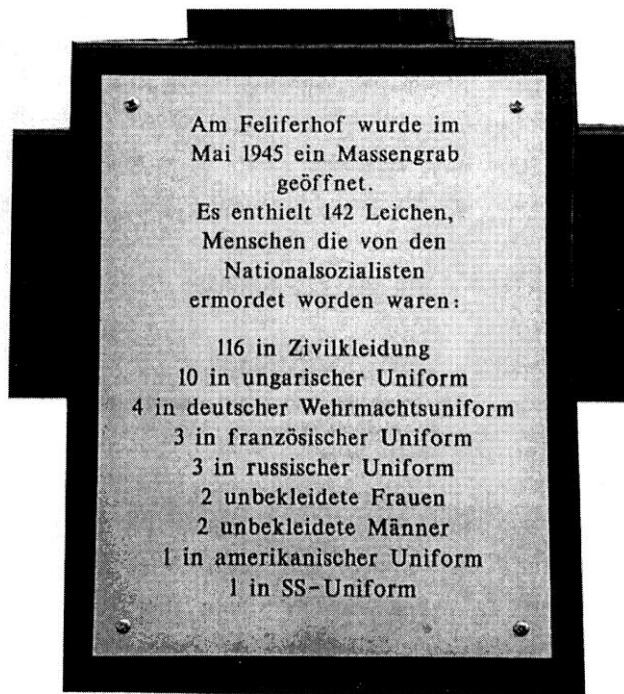 Am Feliferhof wurde im
Mai 1945 ein Massengrab
geöffnet.
Es enthielt 142 Leichen,
Menschen die von den
Nationalsozialisten
ermordet worden waren:
116 in Zivilkleidung
10 in ungarischer Uniform
4 in deutscher Wehrmachtsuniform
3 in französischer Uniform
3 in russischer Uniform
2 unbekleidete Frauen
2 unbekleidete Männer
1 in amerikanischer Uniform
1 in SS-Uniform